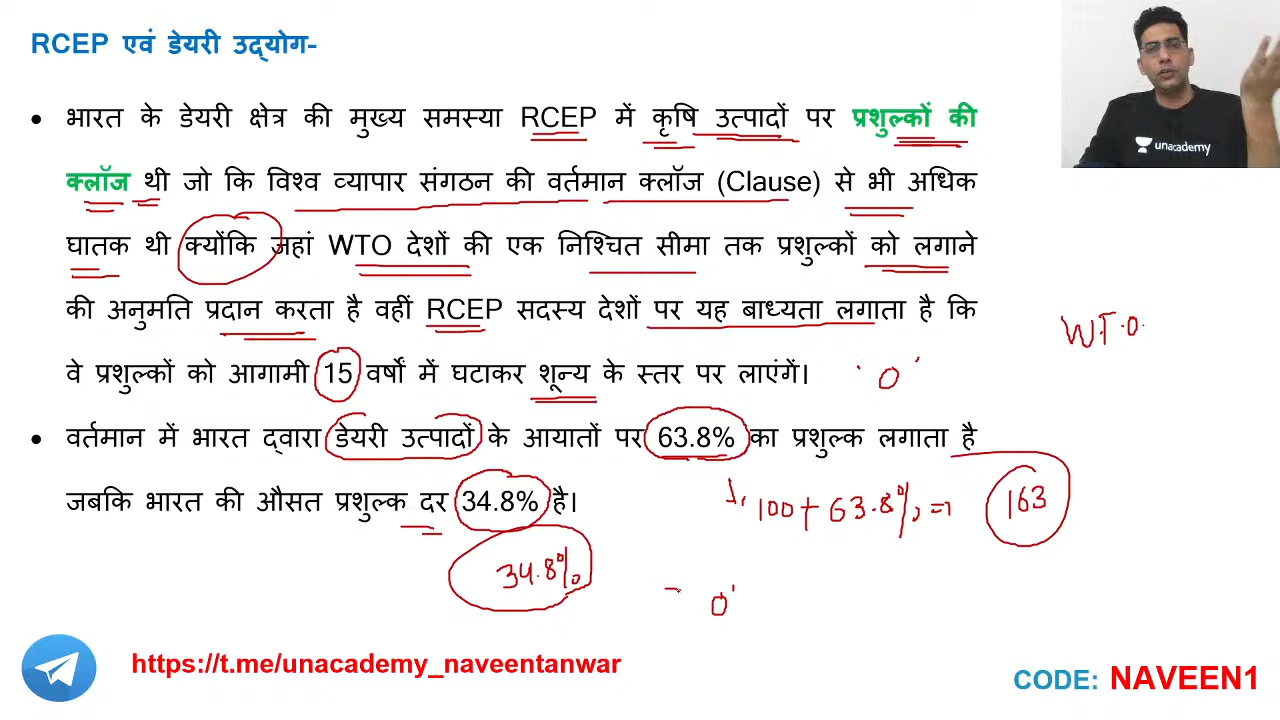 RCEP एवं डेयरी उद्योग-
unacademy
• भारत के डेयरी क्षेत्र की मुख्य समस्या RCEP में कृषि उत्पादों पर प्रशुल्कों की
क्लॉज थी जो कि विश्व व्यापार संगठन की वर्तमान क्लॉज (Clause) से भी अधिक
घातक थी क्योंकि जहां WTO देशों की एक निश्चित सीमा तक प्रशुल्कों को लगाने
की अनुमति प्रदान करता है वहीं RCEP सदस्य देशों पर यह बाध्यता लगाता है कि
W.T.O.
वे प्रशुल्कों को आगामी 15 वर्षों में घटाकर शून्य के स्तर पर लाएंगें।
'0'
• वर्तमान में भारत द्वारा डेयरी उत्पादों के आयातों पर 63.8% का प्रशुल्क लगाता है
जबकि भारत की औसत प्रशुल्क दर 34.8% है।
100 + 63.8% => 163
34.8%
0
https://t.me/unacademy_naveentanwar
CODE: NAVEEN1